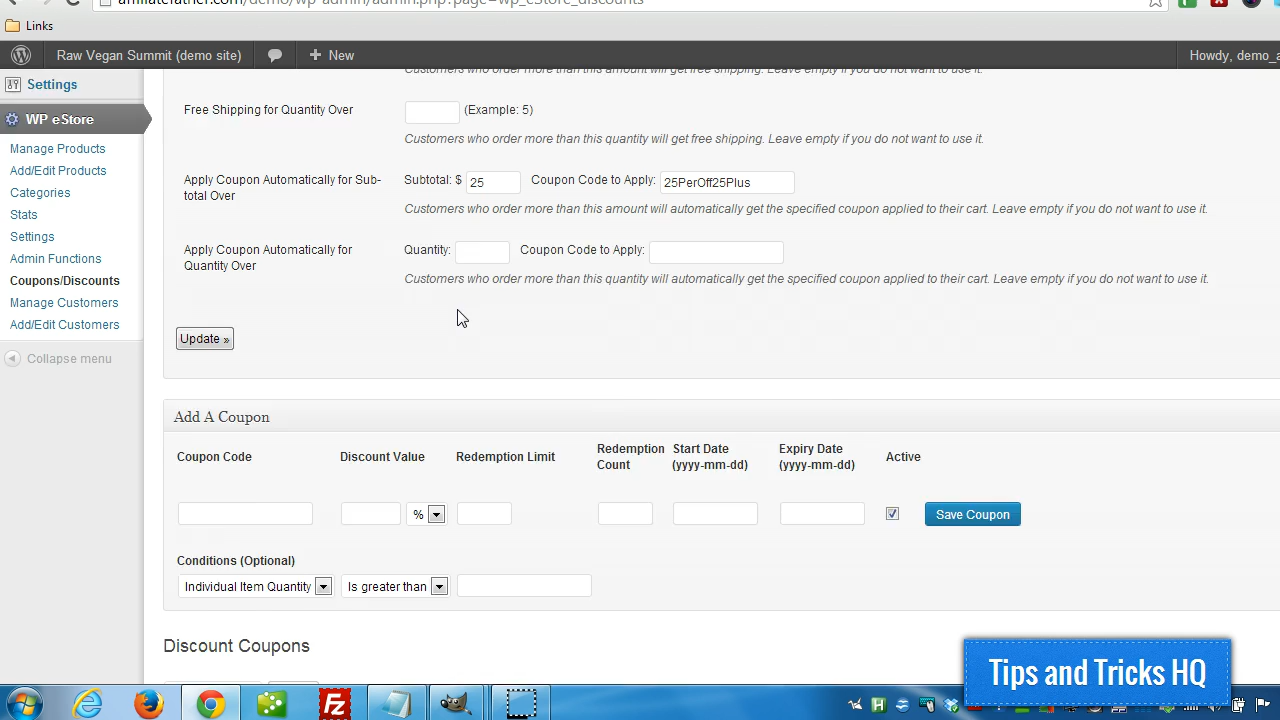 affiliatefather.com/demo/wp-admin/admin.php?page=wp_eStore_discounts
Links
Raw Vegan Summit (demo site)
New
Howdy, demo_a
Settings
WP eStore
Manage Products
Add/Edit Products
Categories
Stats
Settings
Admin Functions
Coupons/Discounts
Manage Customers
Add/Edit Customers
Collapse menu
Customers who order more than this amount will get free shipping. Leave empty if you do not want to use it.
Free Shipping for Quantity Over (Example: 5)
Customers who order more than this quantity will get free shipping. Leave empty if you do not want to use it.
Apply Coupon Automatically for Sub-
total Over
Subtotal: $ 25 Coupon Code to Apply: 25PerOff25Plus
Customers who order more than this amount will automatically get the specified coupon applied to their cart. Leave empty if you do not want to use it.
Apply Coupon Automatically for
Quantity Over
Quantity: Coupon Code to Apply:
Customers who order more than this quantity will automatically get the specified coupon applied to their cart. Leave empty if you do not want to use it.
Update »
Add A Coupon
Coupon Code
Discount Value
Redemption Limit
Redemption
Count
Start Date
(yyyy-mm-dd)
Expiry Date
(yyyy-mm-dd)
Active
%
Save Coupon
Conditions (Optional)
Individual Item Quantity Is greater than
Discount Coupons
Tips and Tricks HQ